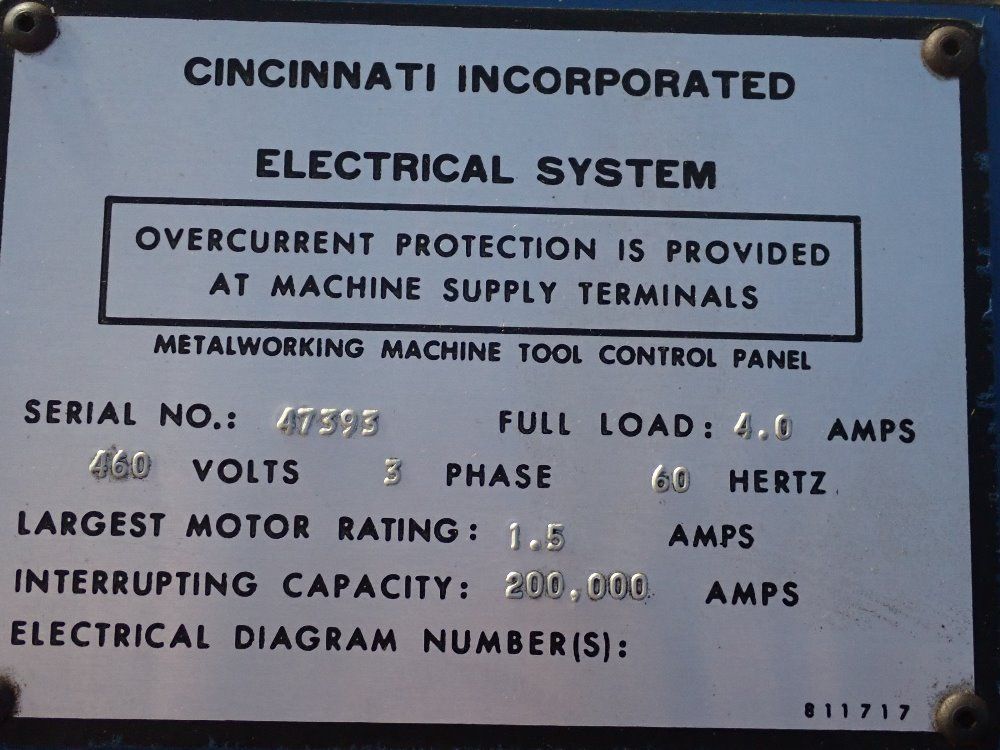 CINCINNATI INCORPORATED
ELECTRICAL SYSTEM
OVERCURRENT PROTECTION IS PROVIDED
AT MACHINE SUPPLY TERMINALS
METALWORKING MACHINE TOOL CONTROL PANEL
SERIAL NO.: 47393 FULL LOAD: 4.0 AMPS
460 VOLTS 3 PHASE 60 HERTZ
LARGEST MOTOR RATING: 1.5 AMPS
INTERRUPTING CAPACITY: 200,000 AMPS
ELECTRICAL DIAGRAM NUMBER(S):
811717